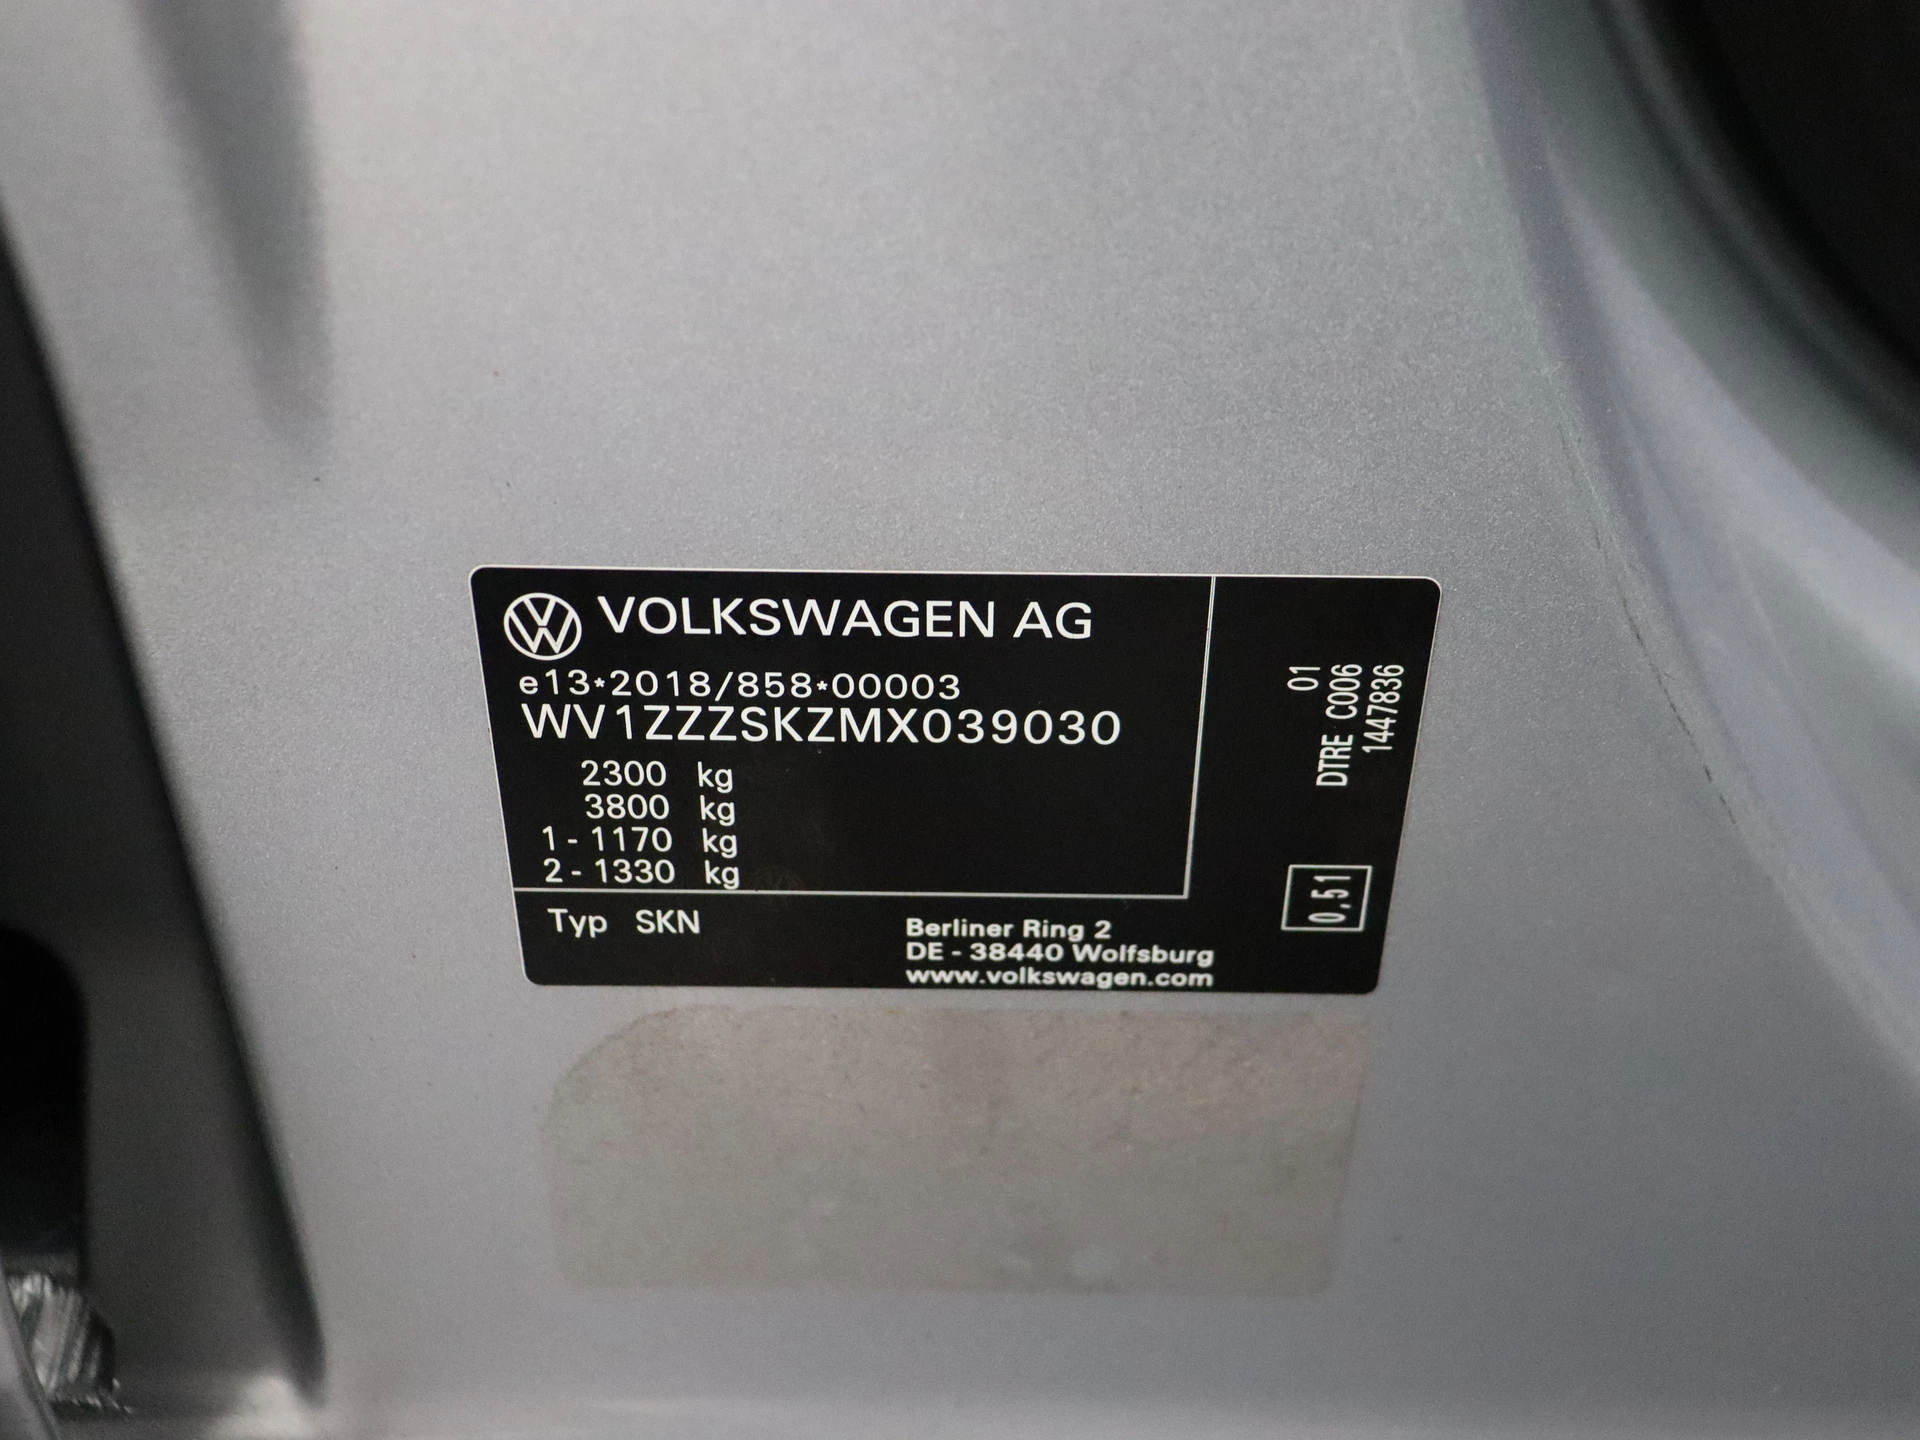 VOLKSWAGEN AG
e13*2018/858*00003
WV1ZZZSKZMX039030
2300 kg
3800 kg
1 - 1170 kg
2 - 1330 kg
Typ SKN
Berliner Ring 2
DE - 38440 Wolfsburg
www.volkswagen.com
01
DTRE C006
1447836
0,51